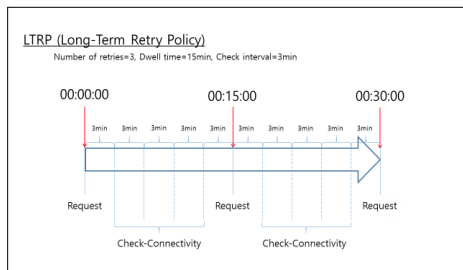 LTRP (Long-Term Retry Policy)
Number of retries=3, Dwell time=15min, Check interval=3min
00:00:00 00:15:00 00:30:00
3min 3min 3min 3min 3min 3min 3min 3min 3min 3min
Request Request Request
Check-Connectivity Check-Connectivity